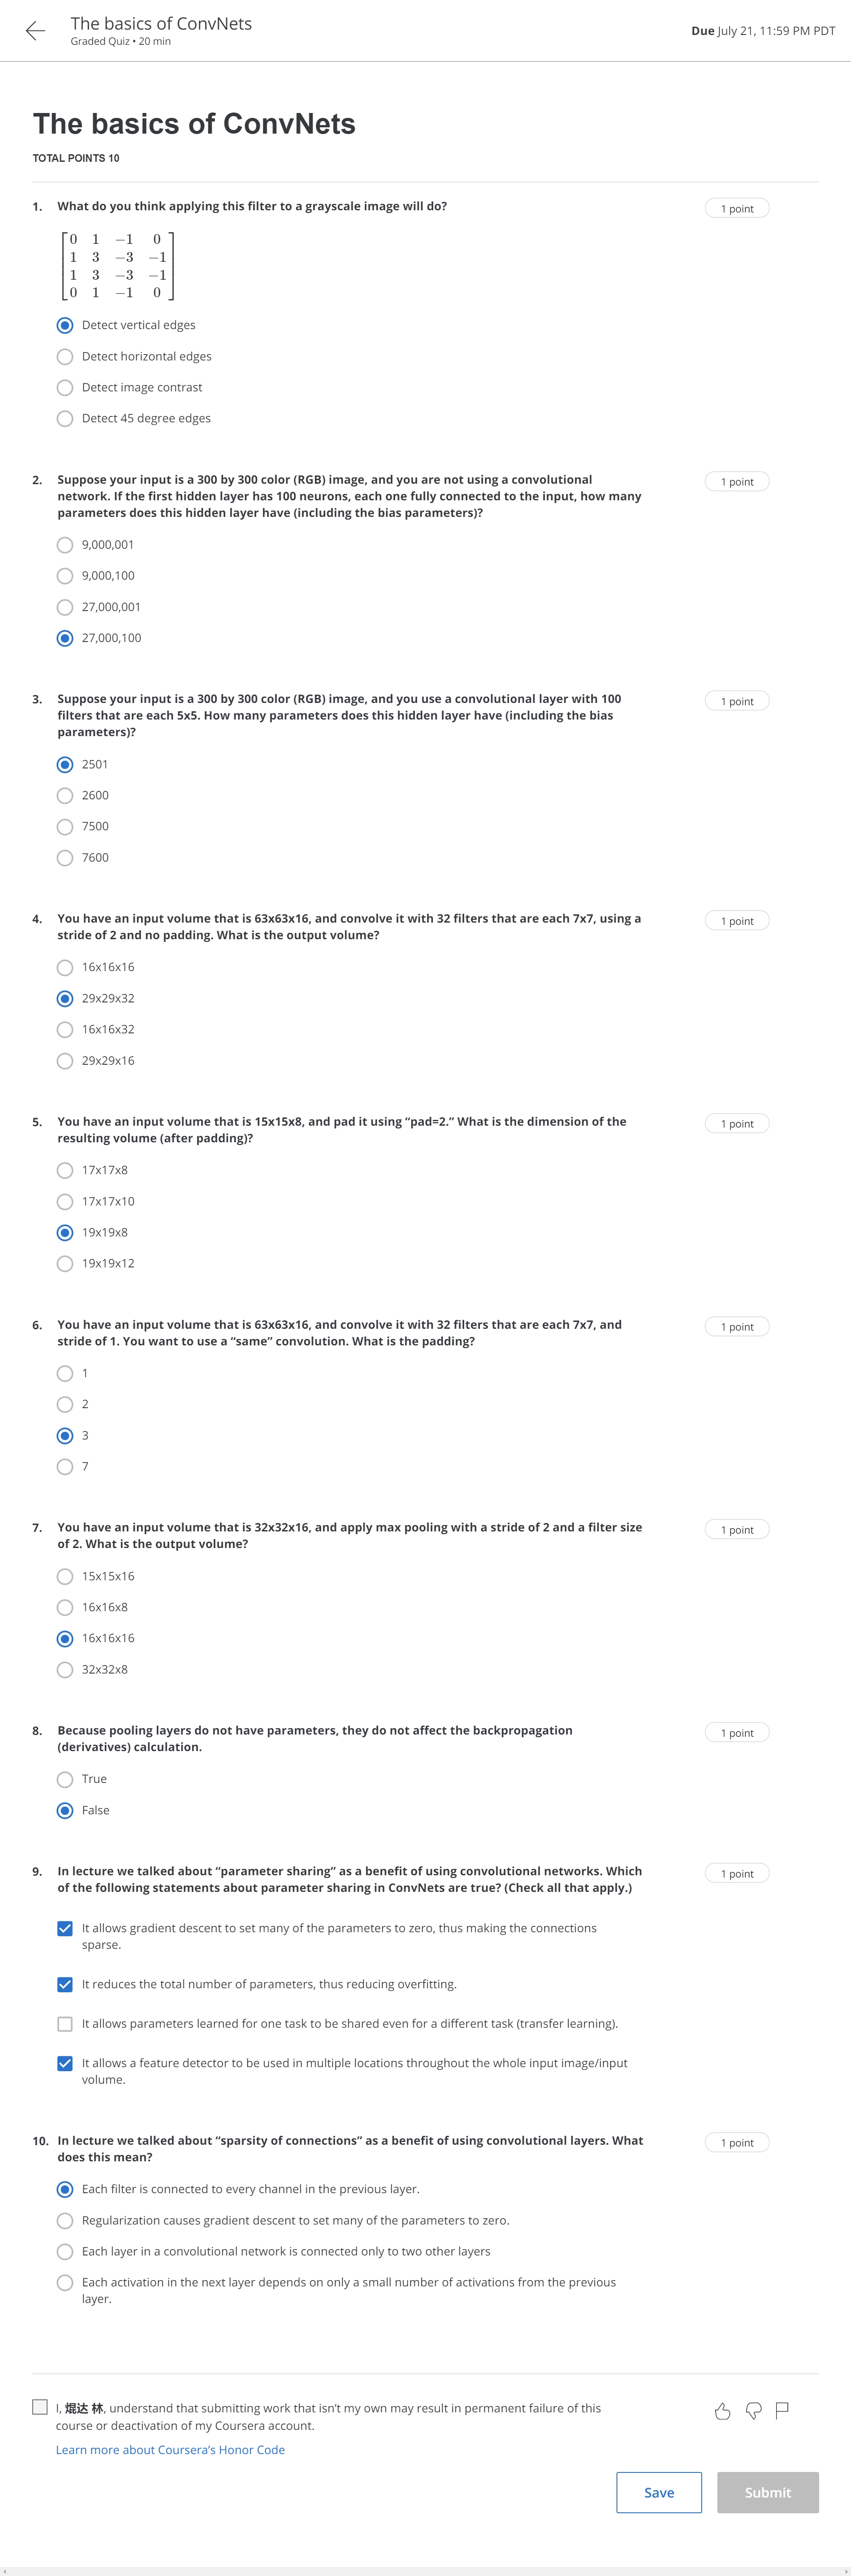 The basics of ConvNets
Graded Quiz • 20 min
Due July 21, 11:59 PM PDT
The basics of ConvNets
TOTAL POINTS 10
1. What do you think applying this filter to a grayscale image will do?
1 point
0 1 −1 0
1 3 −3 −1
1 3 −3 −1
0 1 −1 0
Detect vertical edges
Detect horizontal edges
Detect image contrast
Detect 45 degree edges
2. Suppose your input is a 300 by 300 color (RGB) image, and you are not using a convolutional
network. If the first hidden layer has 100 neurons, each one fully connected to the input, how many
parameters does this hidden layer have (including the bias parameters)?
1 point
9,000,001
9,000,100
27,000,001
27,000,100
3. Suppose your input is a 300 by 300 color (RGB) image, and you use a convolutional layer with 100
filters that are each 5x5. How many parameters does this hidden layer have (including the bias
parameters)?
1 point
2501
2600
7500
7600
4. You have an input volume that is 63x63x16, and convolve it with 32 filters that are each 7x7, using a
stride of 2 and no padding. What is the output volume?
1 point
16x16x16
29x29x32
16x16x32
29x29x16
5. You have an input volume that is 15x15x8, and pad it using “pad=2.” What is the dimension of the
resulting volume (after padding)?
1 point
17x17x8
17x17x10
19x19x8
19x19x12
6. You have an input volume that is 63x63x16, and convolve it with 32 filters that are each 7x7, and
stride of 1. You want to use a “same” convolution. What is the padding?
1 point
1
2
3
7
7. You have an input volume that is 32x32x16, and apply max pooling with a stride of 2 and a filter size
of 2. What is the output volume?
1 point
15x15x16
16x16x8
16x16x16
32x32x8
8. Because pooling layers do not have parameters, they do not affect the backpropagation
(derivatives) calculation.
1 point
True
False
9. In lecture we talked about “parameter sharing” as a benefit of using convolutional networks. Which
of the following statements about parameter sharing in ConvNets are true? (Check all that apply.)
1 point
It allows gradient descent to set many of the parameters to zero, thus making the connections
sparse.
It reduces the total number of parameters, thus reducing overfitting.
It allows parameters learned for one task to be shared even for a different task (transfer learning).
It allows a feature detector to be used in multiple locations throughout the whole input image/input
volume.
10. In lecture we talked about “sparsity of connections” as a benefit of using convolutional layers. What
does this mean?
1 point
Each filter is connected to every channel in the previous layer.
Regularization causes gradient descent to set many of the parameters to zero.
Each layer in a convolutional network is connected only to two other layers
Each activation in the next layer depends on only a small number of activations from the previous
layer.
I, 焜达 林, understand that submitting work that isn’t my own may result in permanent failure of this
course or deactivation of my Coursera account.
Learn more about Coursera’s Honor Code
Save
Submit